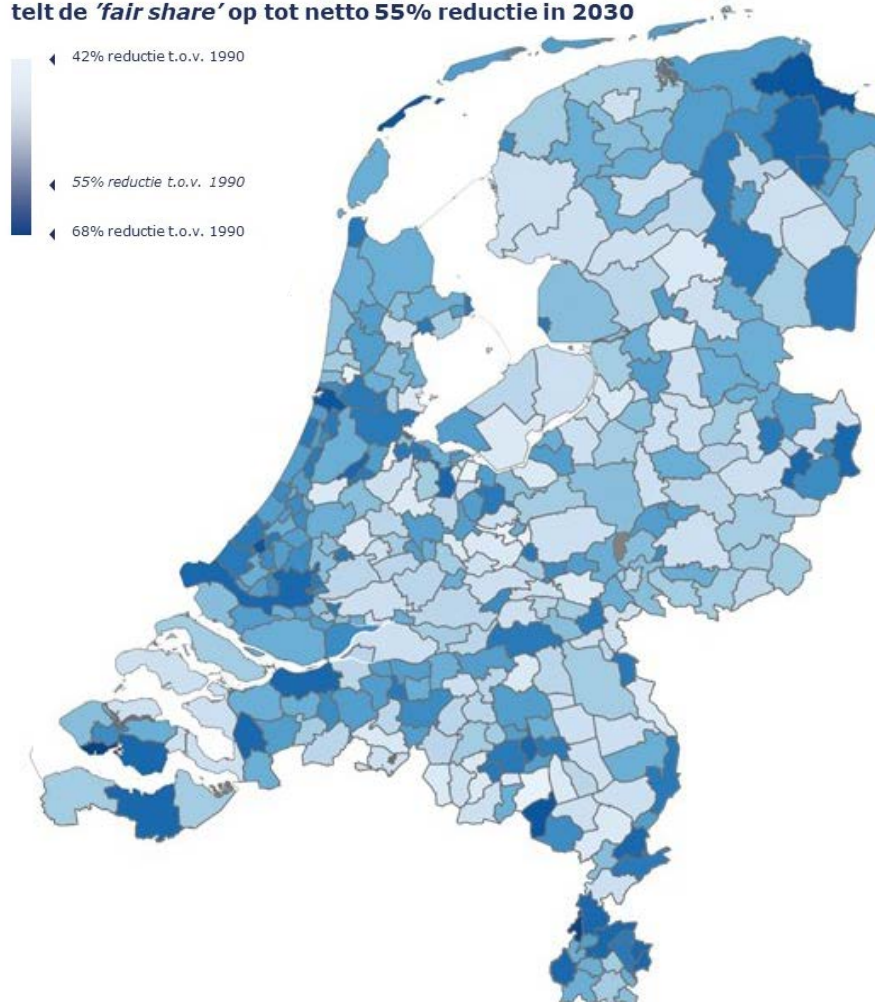 telt de 'fair share' op tot netto 55% reductie in 2030
42% reductie t.o.v. 1990
55% reductie t.o.v. 1990
68% reductie t.o.v. 1990